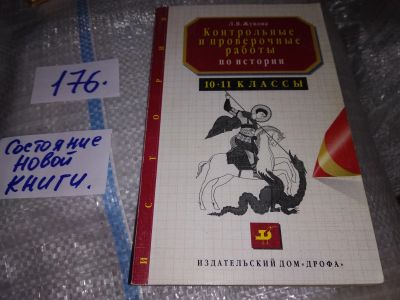 176.
Состояние
новой
книги.
Л.В.Жукова
Контрольные
и проверочные
работы
по истории
10-11 КЛАССЫ
ИСТОРИЯ
ИЗДАТЕЛЬСКИЙ ДОМ «ДРОФА»